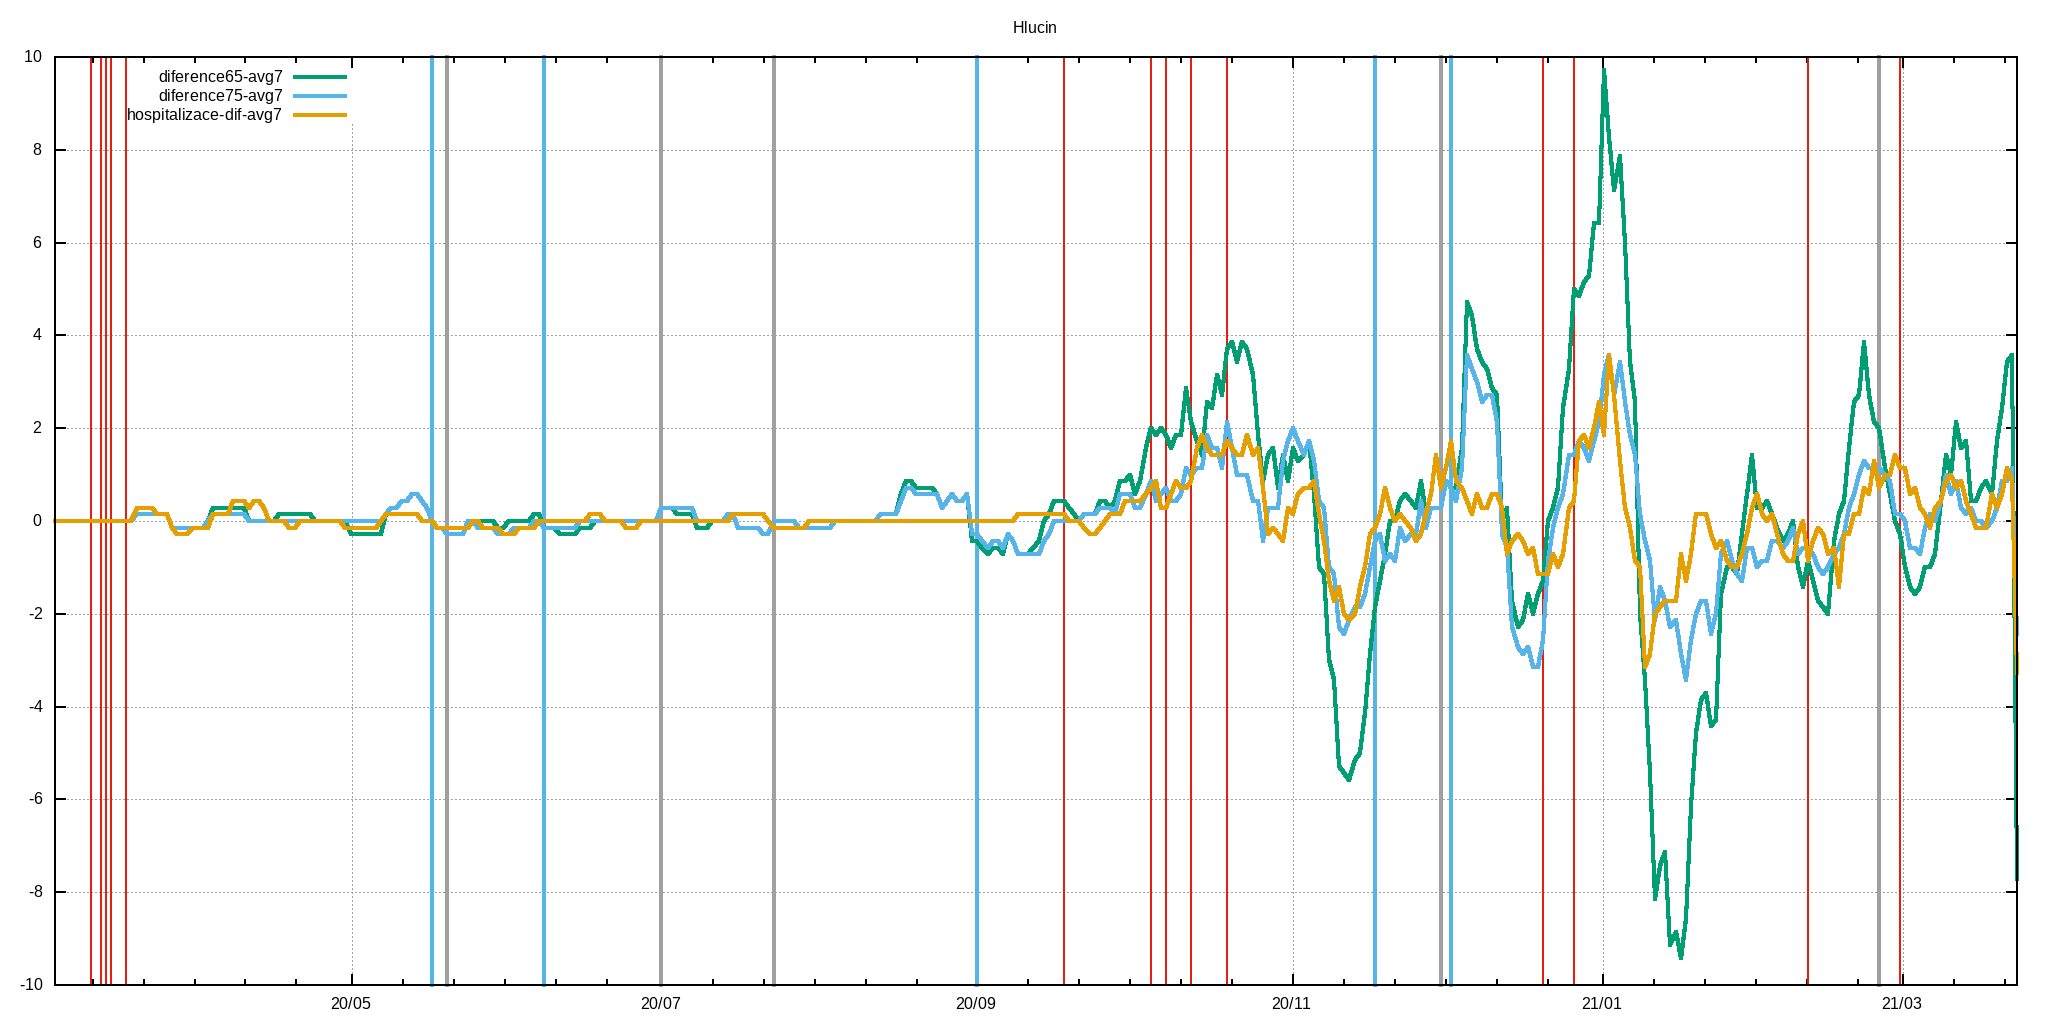 Hlucin
diference65-avg7
diference75-avg7
hospitalizace-dif-avg7
10
8
6
4
2
0
-2
-4
-6
-8
-10
20/05 20/07 20/09 20/11 21/01 21/03